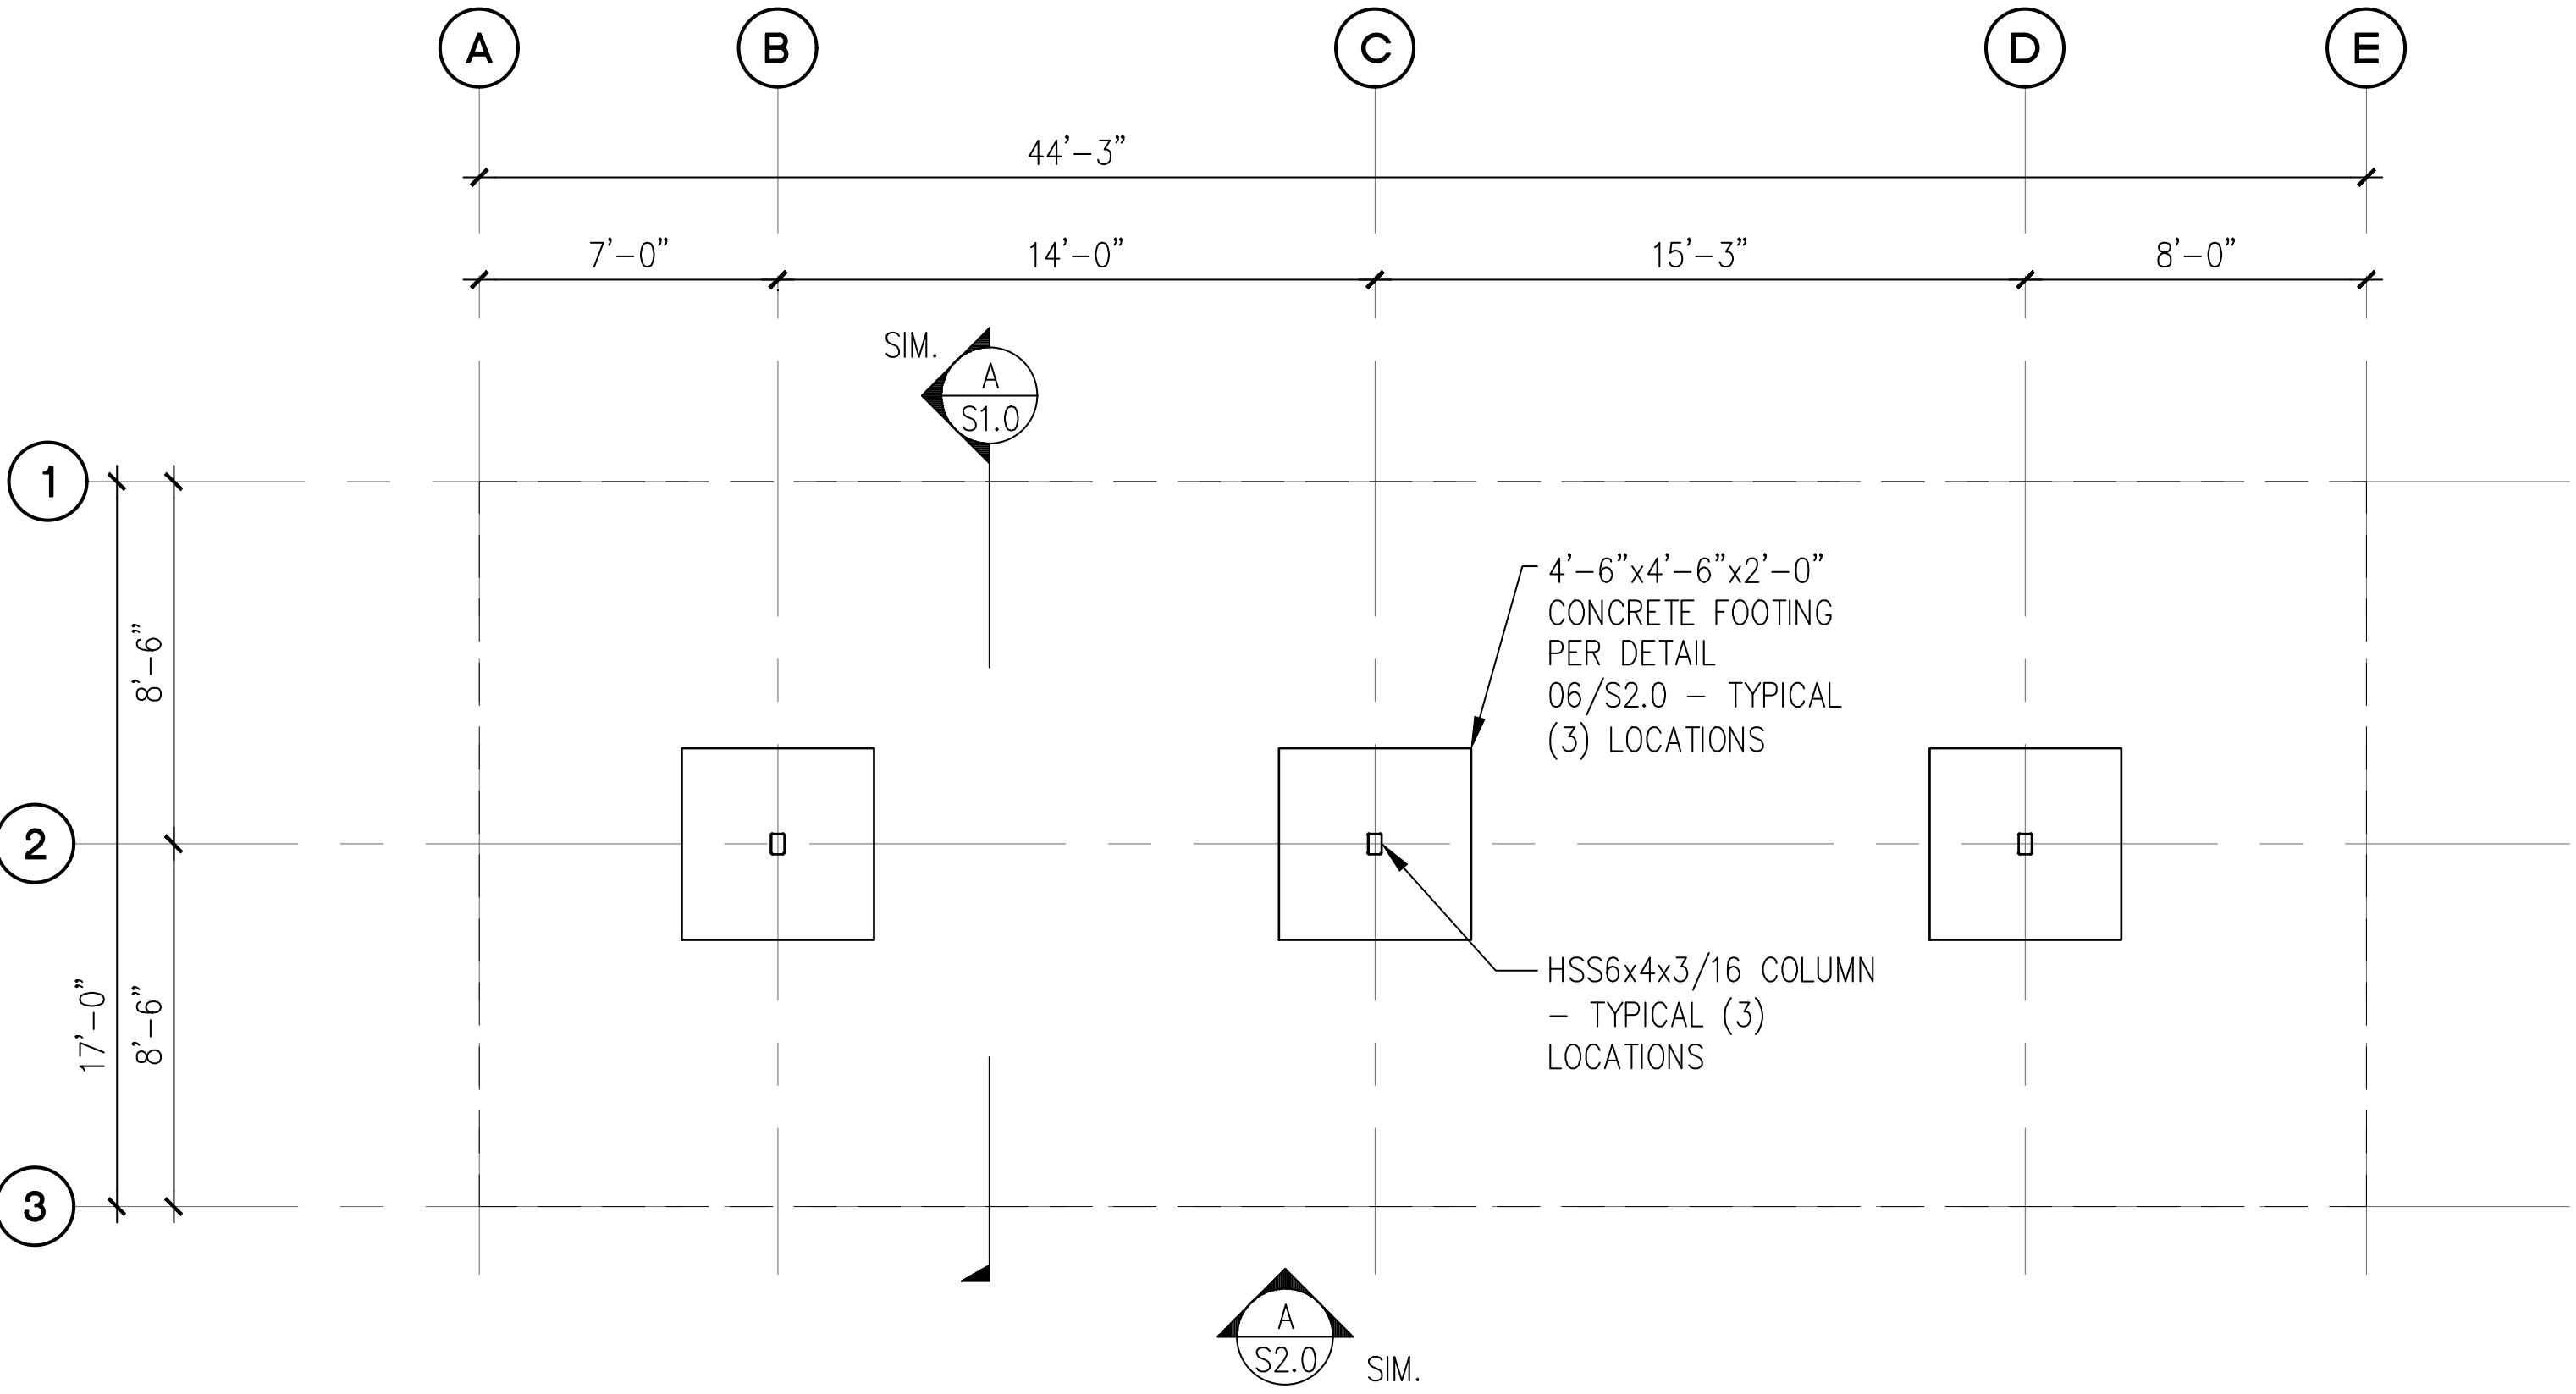 A B C D E
44'-3"
7'-0" 14'-0" 15'-3" 8'-0"
SIM.
A
S1.0
1
8'-6"
4'-6"x4'-6"x2'-0"
CONCRETE FOOTING
PER DETAIL
06/S2.0 - TYPICAL
(3) LOCATIONS
2
17'-0"
8'-6"
HSS6x4x3/16 COLUMN
- TYPICAL (3)
LOCATIONS
3
A
S2.0
SIM.